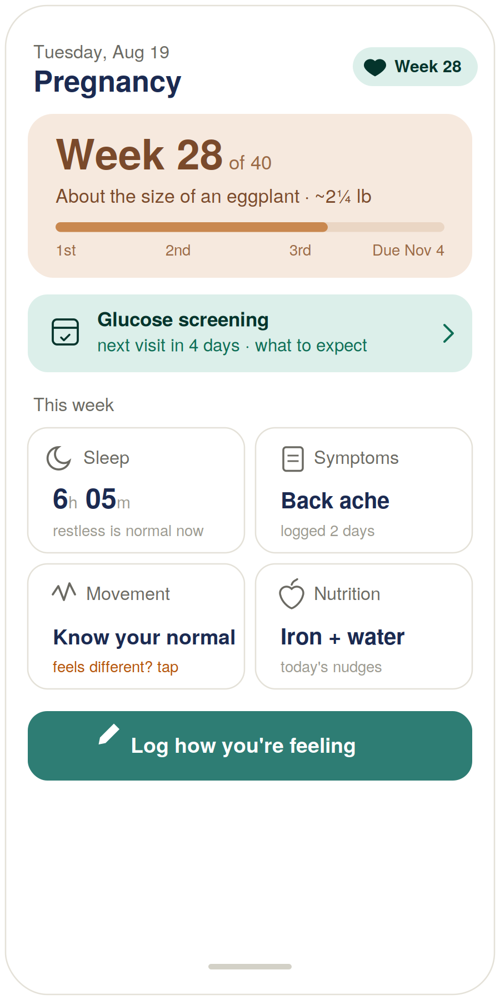 Tuesday, Aug 19
Pregnancy
Week 28
Week 28 of 40
About the size of an eggplant · ~2¼ lb
1st 2nd 3rd Due Nov 4
Glucose screening
next visit in 4 days · what to expect
This week
Sleep
6h 05m
restless is normal now
Symptoms
Back ache
logged 2 days
Movement
Know your normal
feels different? tap
Nutrition
Iron + water
today's nudges
Log how you're feeling